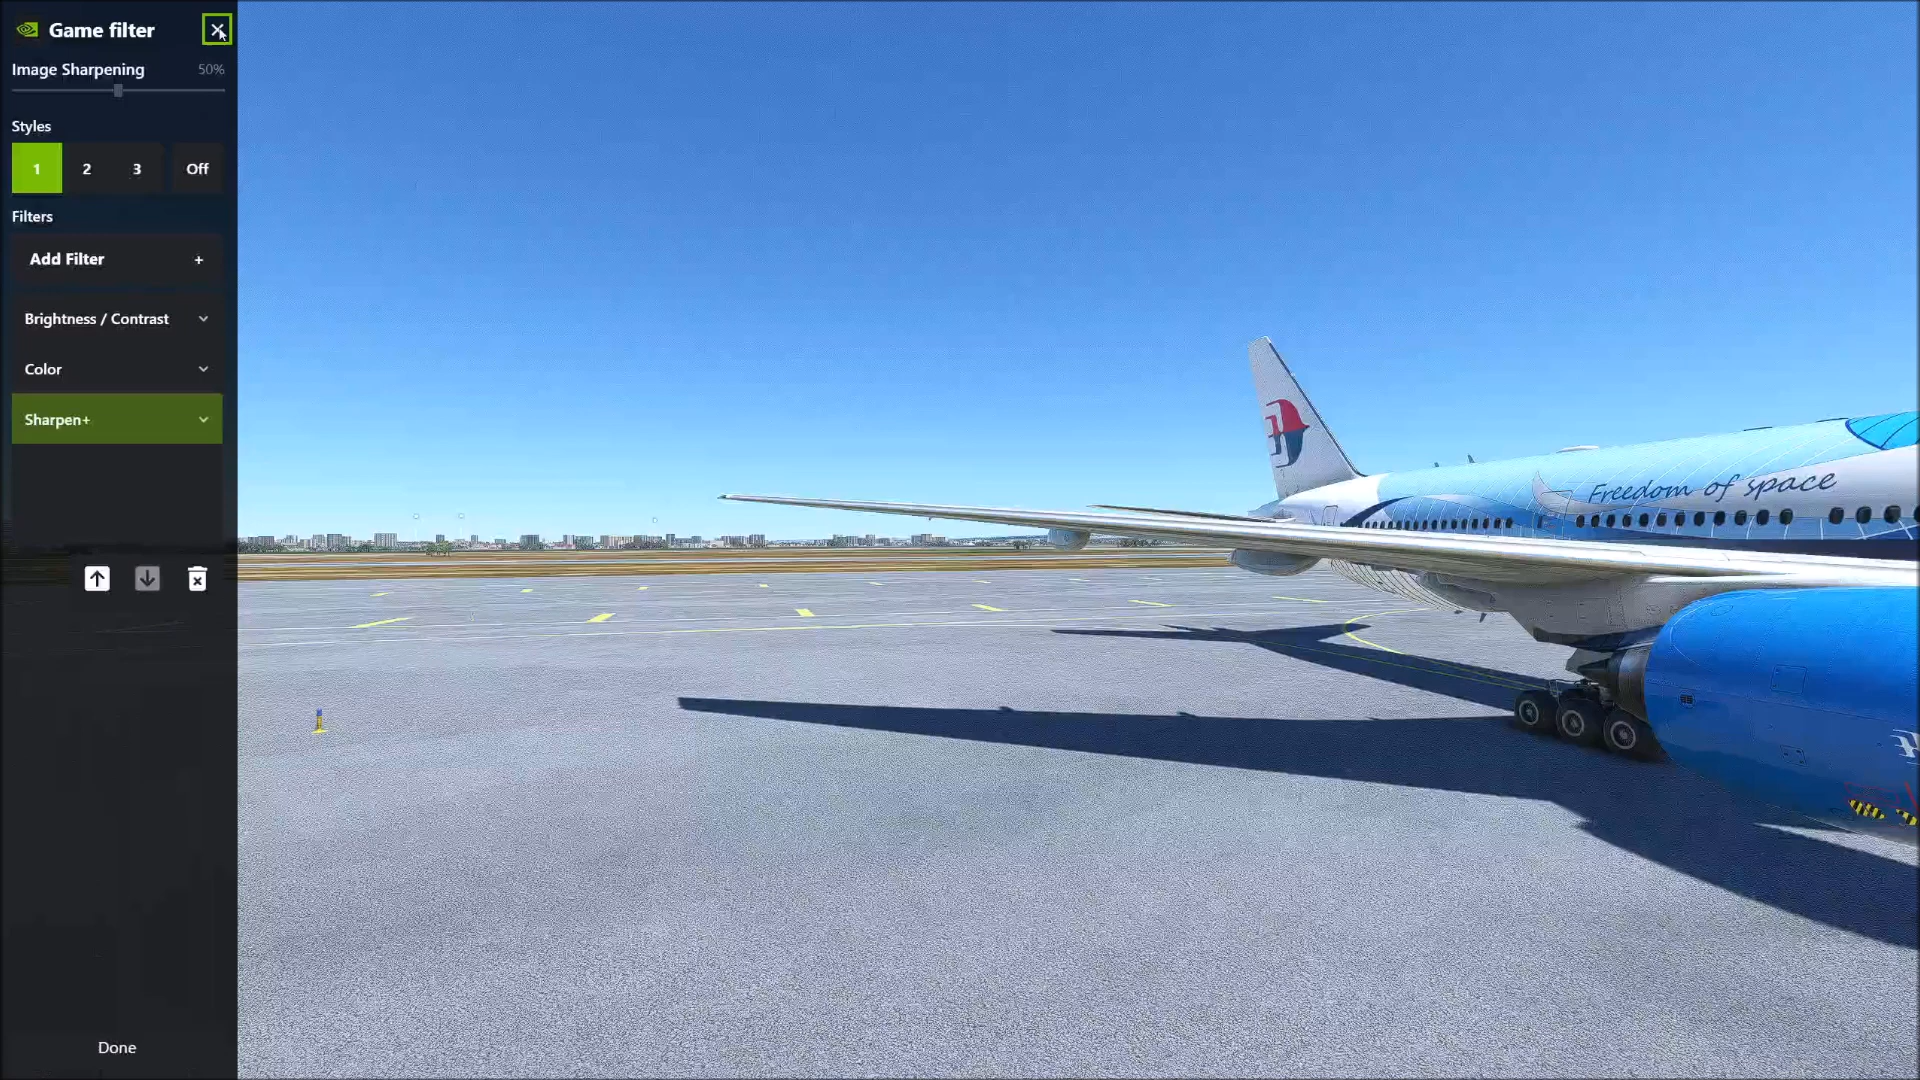 Game filter
Image Sharpening 50%
Styles
1 2 3 Off
Filters
Add Filter +
Brightness / Contrast
Color
Sharpen+
Done
Freedom of space